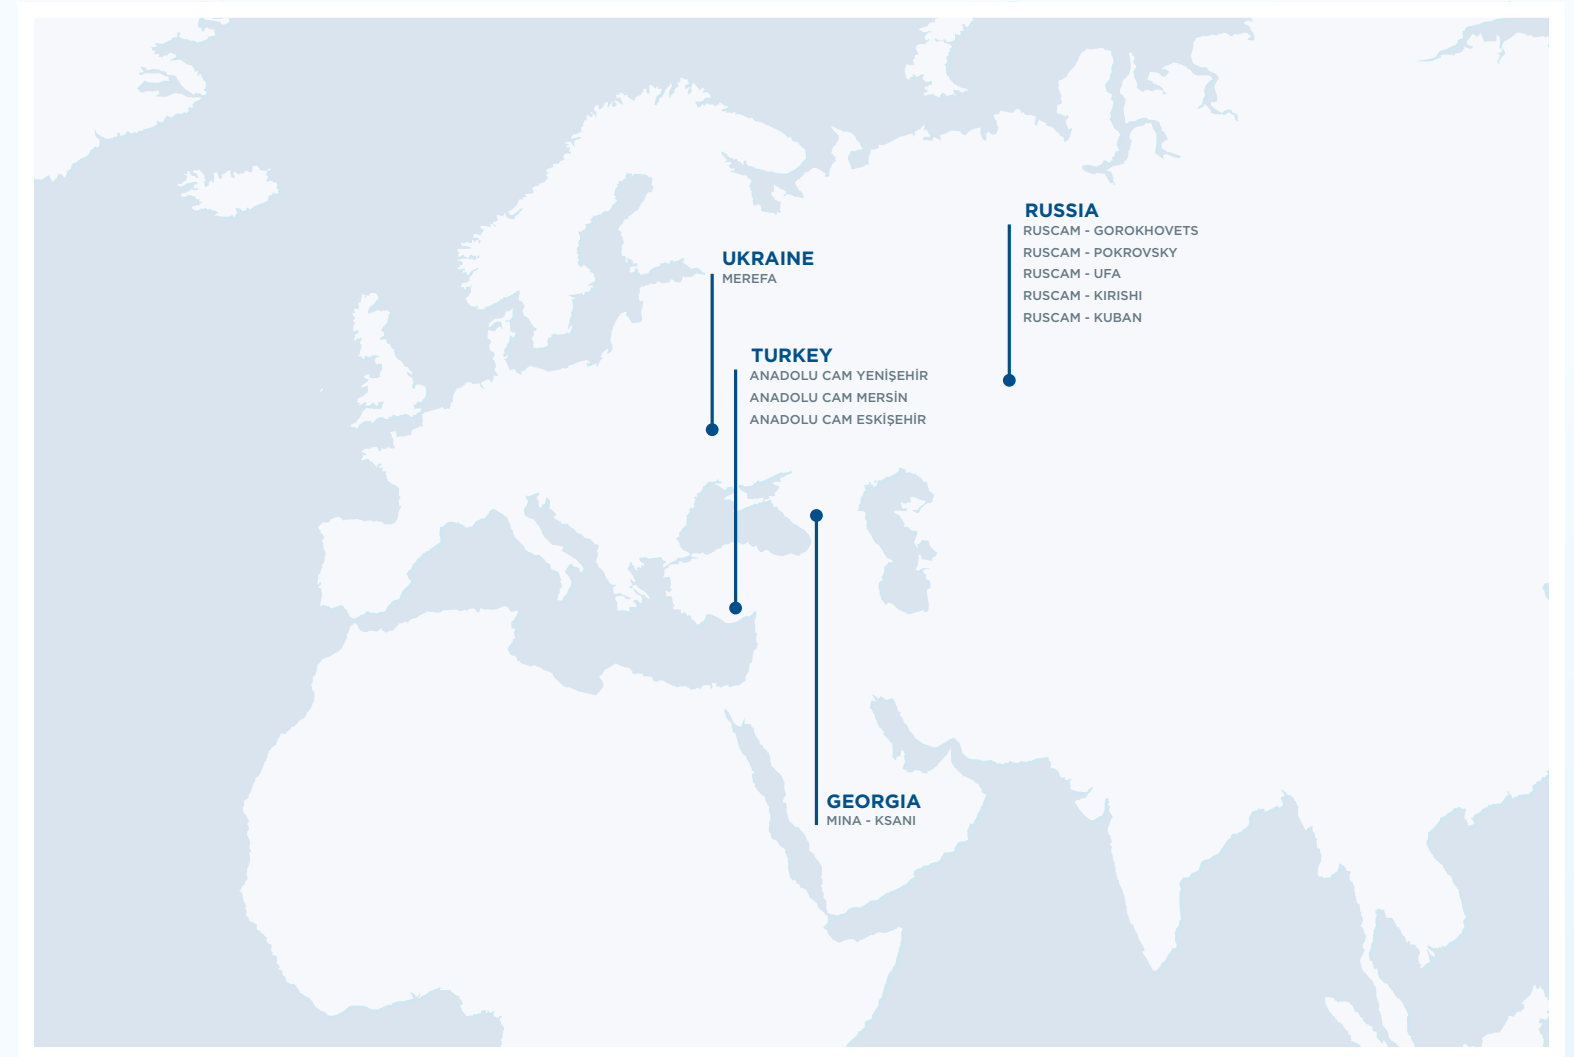 RUSSIA
RUSCAM - GOROKHOVETS
RUSCAM - POKROVSKY
RUSCAM - UFA
RUSCAM - KIRISHI
RUSCAM - KUBAN
UKRAINE
MEREFA
TURKEY
ANADOLU CAM YENİŞEHİR
ANADOLU CAM MERSİN
ANADOLU CAM ESKİŞEHİR
GEORGIA
MINA - KSANI